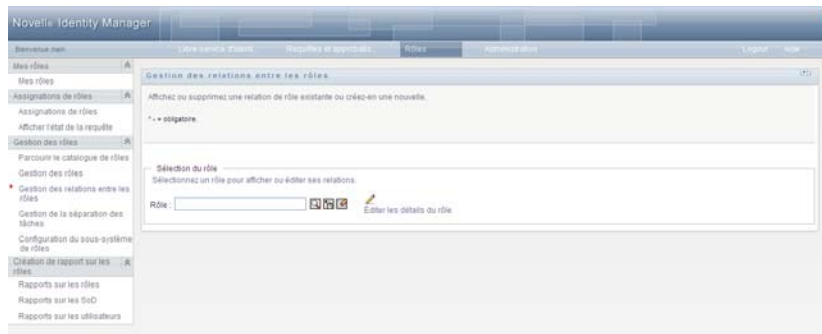 Novell® Identity Manager
Bienvenue
Requêtes et approbatio...
Rôles
Administration
Logout
Mes rôles
Mes rôles
Assignations de rôles
Assignations de rôles
Afficher l'état de la requête
Gestion des rôles
Parcourir le catalogue de rôles
Gestion des rôles
* Gestion des relations entre les
rôles
Gestion de la séparation des
tâches
Configuration du sous-système
de rôles
Création de rapport sur les
rôles
Rapports sur les rôles
Rapports sur les SoD
Rapports sur les utilisateurs
Gestion des relations entre les rôles
Affichez ou supprimez une relation de rôle existante ou créez-en une nouvelle.
* - = obligatoire.
Sélection du rôle
Sélectionnez un rôle pour afficher ou éditer ses relations.
Rôle :
Editer les détails du rôle